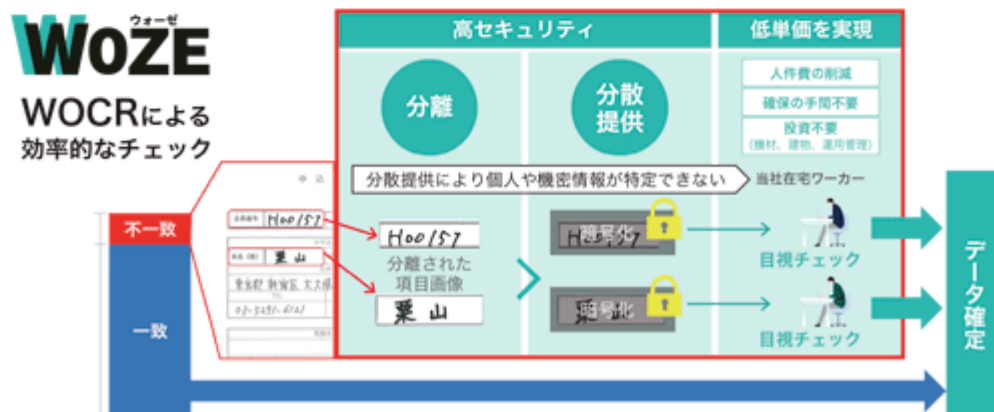 ウォーゼ
WOZE
WOCRによる
効率的なチェック
高セキュリティ
低単価を実現
分離
分散
提供
人件費の削減
確保の手間不要
投資不要
(機材、建物、運用管理)
分散提供により個人や機密情報が特定できない
当社在宅ワーカー
申 込
不一致
H00157
栗 山
H00157
分離された
項目画像
栗 山
暗号化
暗号化
目視チェック
目視チェック
一致
データ確定